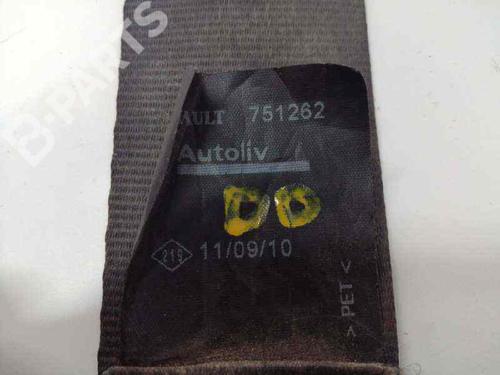 B-PARTS
AULT 751262
Autoliv
DD
219
11/09/10
> PET <